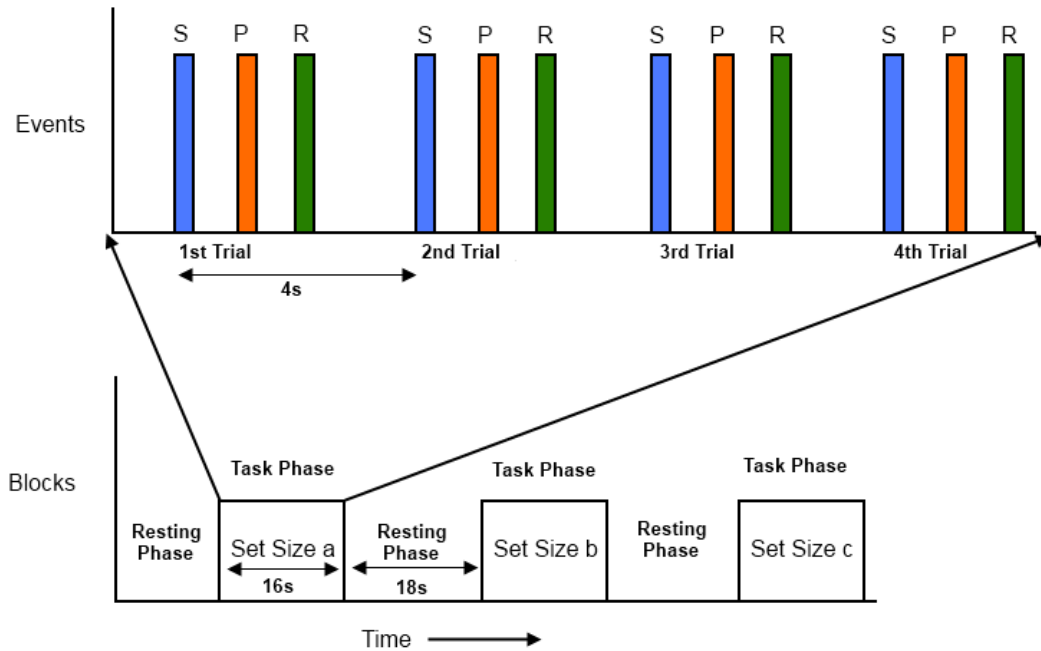 S P R S P R S P R S P R
Events
1st Trial 2nd Trial 3rd Trial 4th Trial
4s
Task Phase Task Phase Task Phase
Blocks
Resting
Phase
Set Size a
16s
Resting
Phase
18s
Set Size b
Resting
Phase
Set Size c
Time